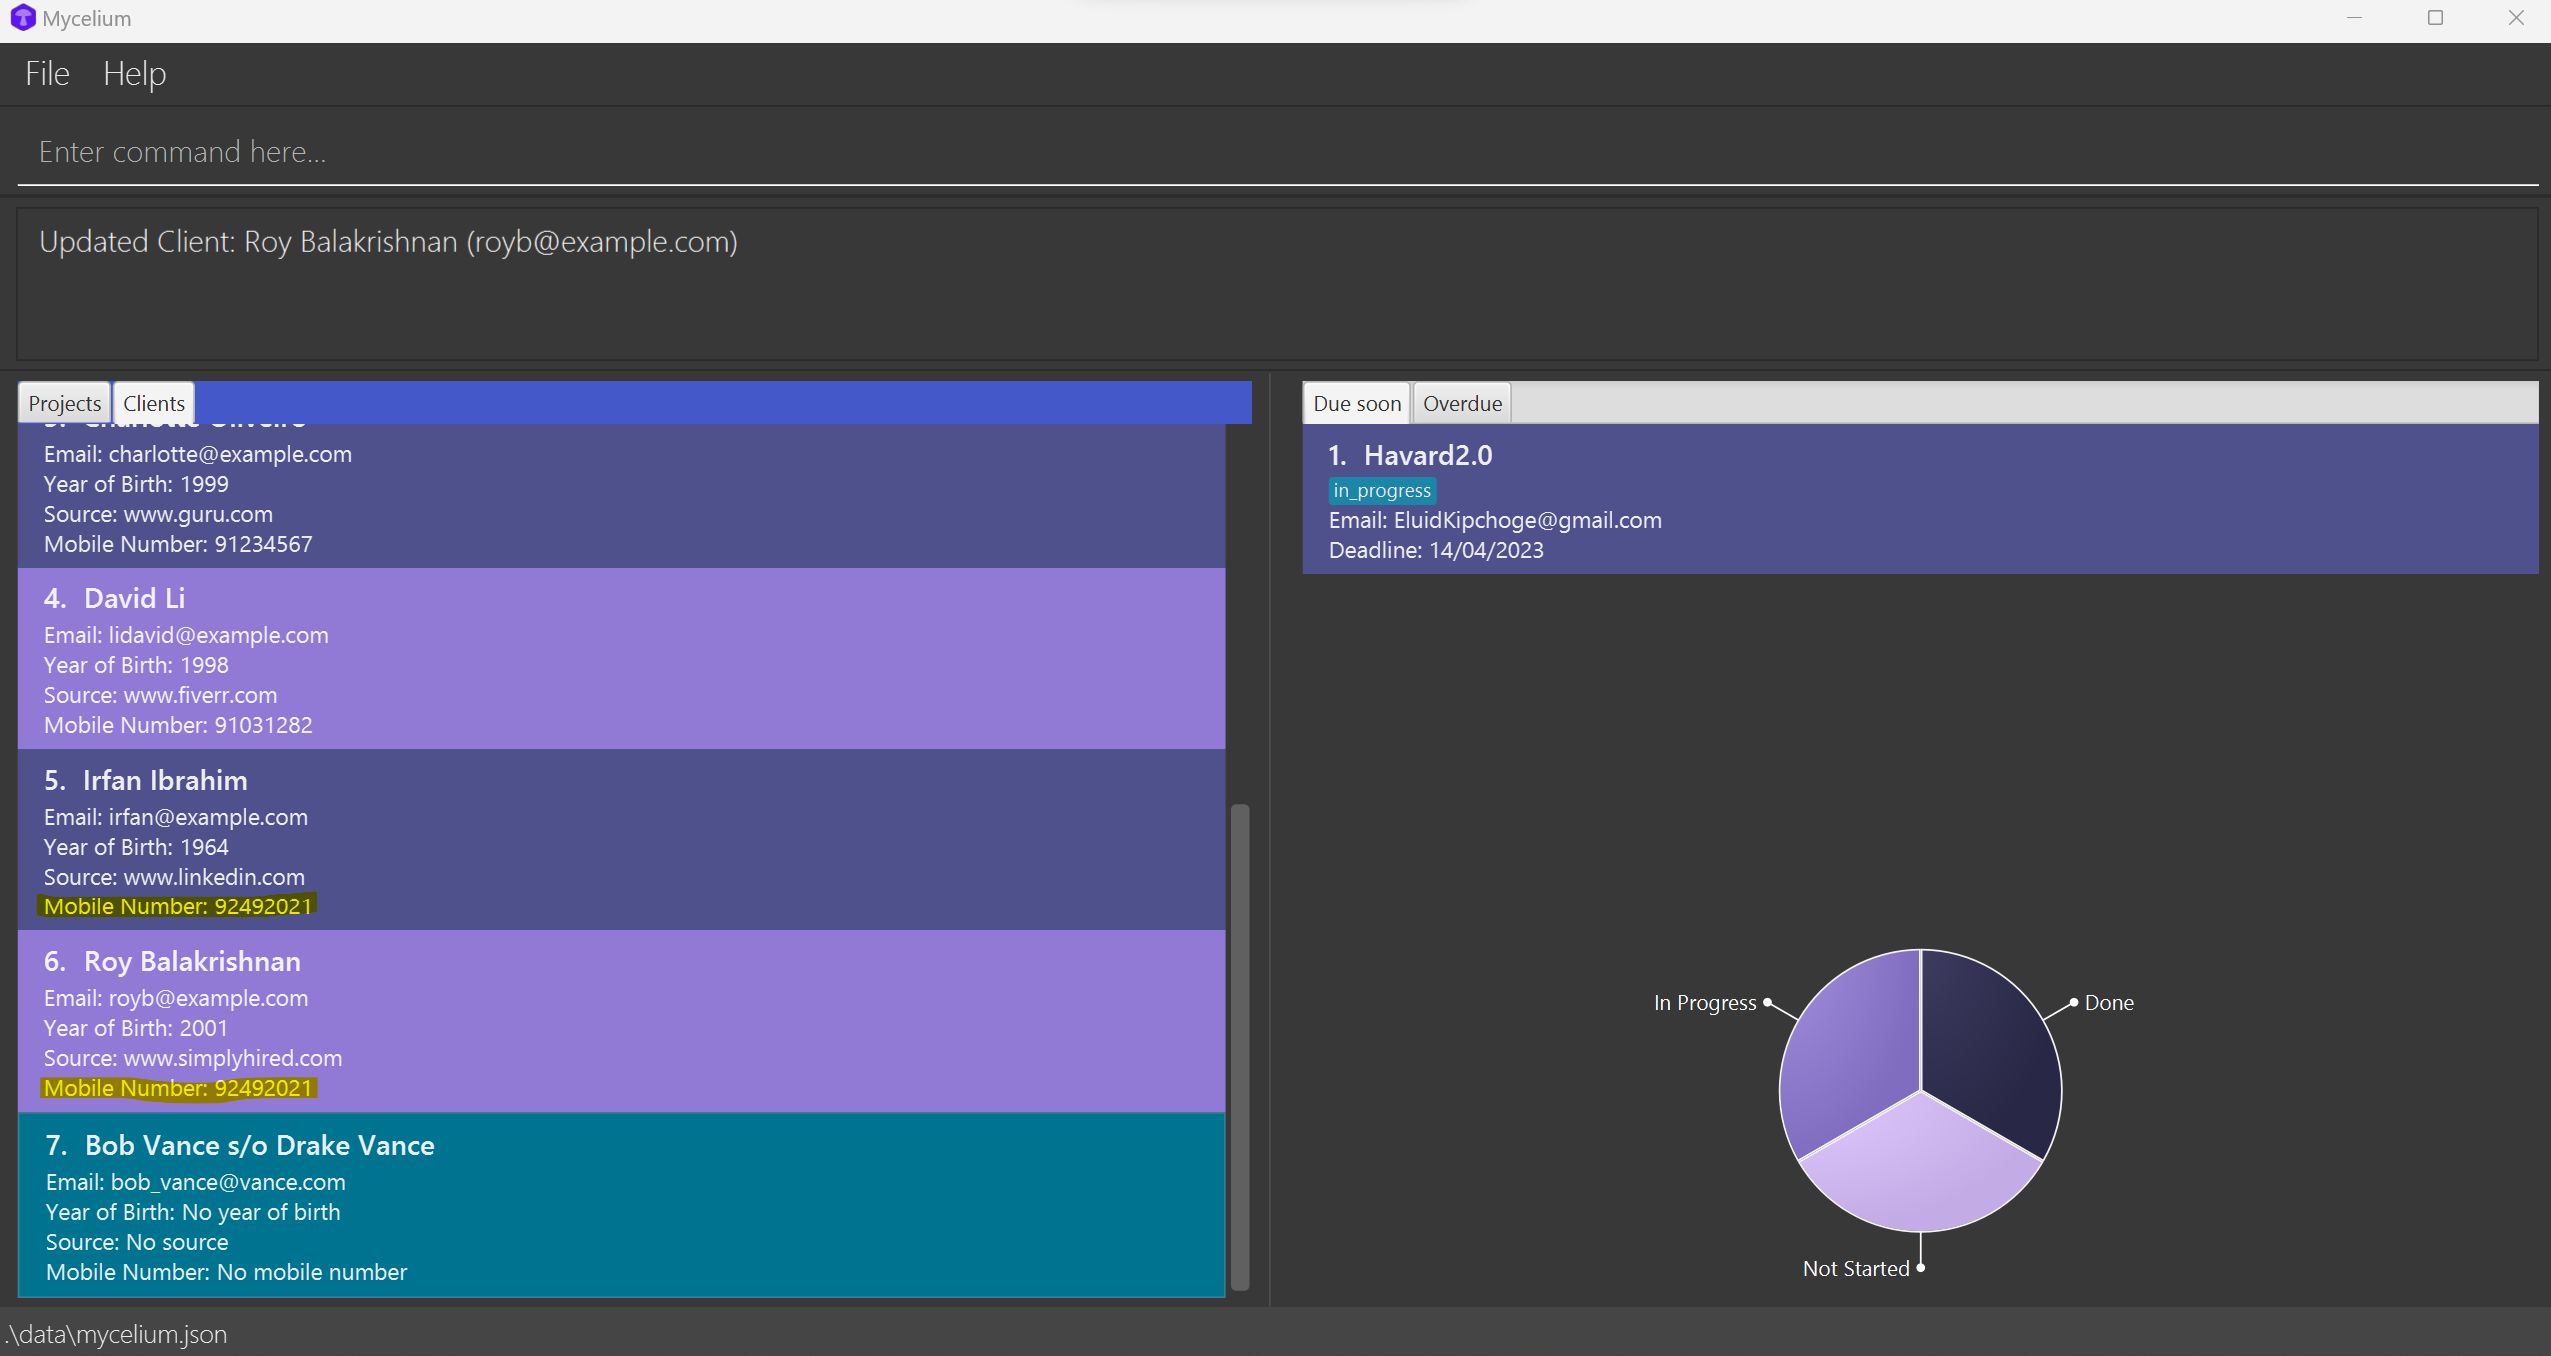 Mycelium
File Help
Enter command here...
Updated Client: Roy Balakrishnan (royb@example.com)
Projects Clients
Email: charlotte@example.com
Year of Birth: 1999
Source: www.guru.com
Mobile Number: 91234567
4. David Li
Email: lidavid@example.com
Year of Birth: 1998
Source: www.fiverr.com
Mobile Number: 91031282
5. Irfan Ibrahim
Email: irfan@example.com
Year of Birth: 1964
Source: www.linkedin.com
Mobile Number: 92492021
6. Roy Balakrishnan
Email: royb@example.com
Year of Birth: 2001
Source: www.simplyhired.com
Mobile Number: 92492021
7. Bob Vance s/o Drake Vance
Email: bob_vance@vance.com
Year of Birth: No year of birth
Source: No source
Mobile Number: No mobile number
Due soon Overdue
1. Havard2.0
in_progress
Email: EluidKipchoge@gmail.com
Deadline: 14/04/2023
In Progress
Done
Not Started
.\data\mycelium.json